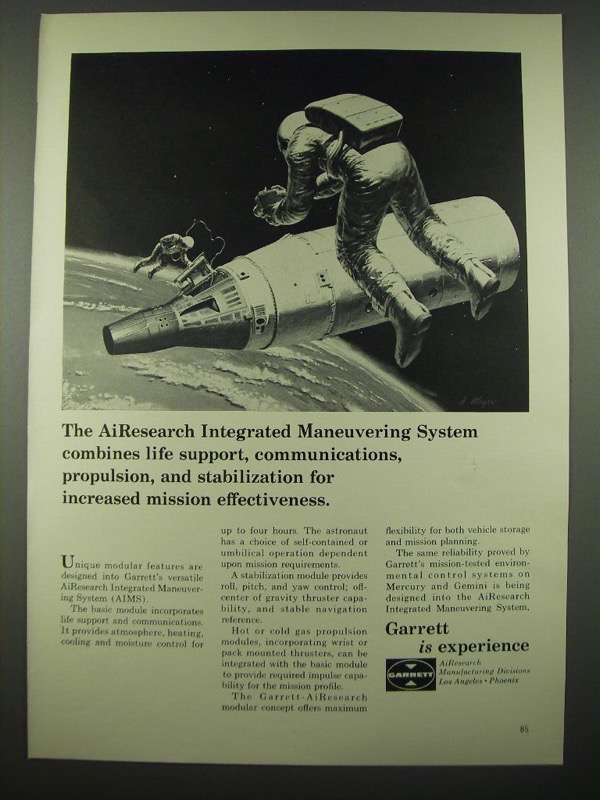 The AiResearch Integrated Maneuvering System
combines life support, communications,
propulsion, and stabilization for
increased mission effectiveness.
Unique modular features are
designed into Garrett's versatile
AiResearch Integrated Maneuver-
ing System (AIMS).
The basic module incorporates
life support and communications.
It provides atmosphere, heating,
cooling and moisture control for
up to four hours. The astronaut
has a choice of self-contained or
umbilical operation dependent
upon mission requirements.
A stabilization module provides
roll, pitch, and yaw control; off-
center of gravity thruster capa-
bility, and stable navigation
reference.
Hot or cold gas propulsion
modules, incorporating wrist or
pack mounted thrusters, can be
integrated with the basic module
to provide required impulse capa-
bility for the mission profile.
The Garrett-AiResearch
modular concept offers maximum
flexibility for both vehicle storage
and mission planning.
The same reliability proved by
Garrett's mission-tested environ-
mental control systems on
Mercury and Gemini is being
designed into the AiResearch
Integrated Maneuvering System.
Garrett
is experience
GARRETT
AiResearch
Manufacturing Divisions
Los Angeles • Phoenix
85